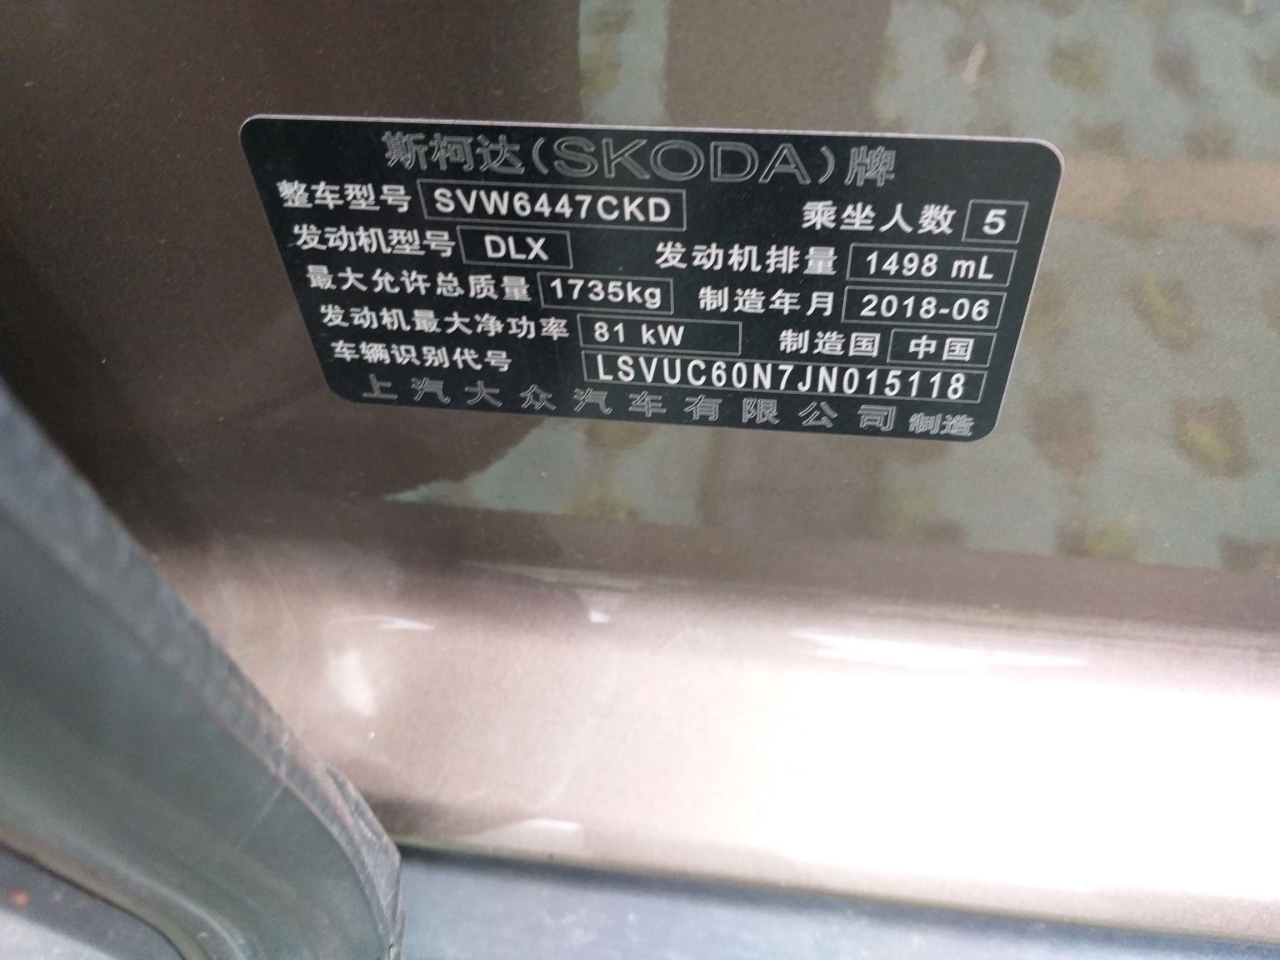 斯柯达(SKODA)牌
整车型号 SVW6447CKD 乘坐人数 5
发动机型号 DLX 发动机排量 1498 mL
最大允许总质量 1735kg 制造年月 2018-06
发动机最大净功率 81 kW 制造国 中国
车辆识别代号 LSVUC60N7JN015118
上汽大众汽车有限公司 制造